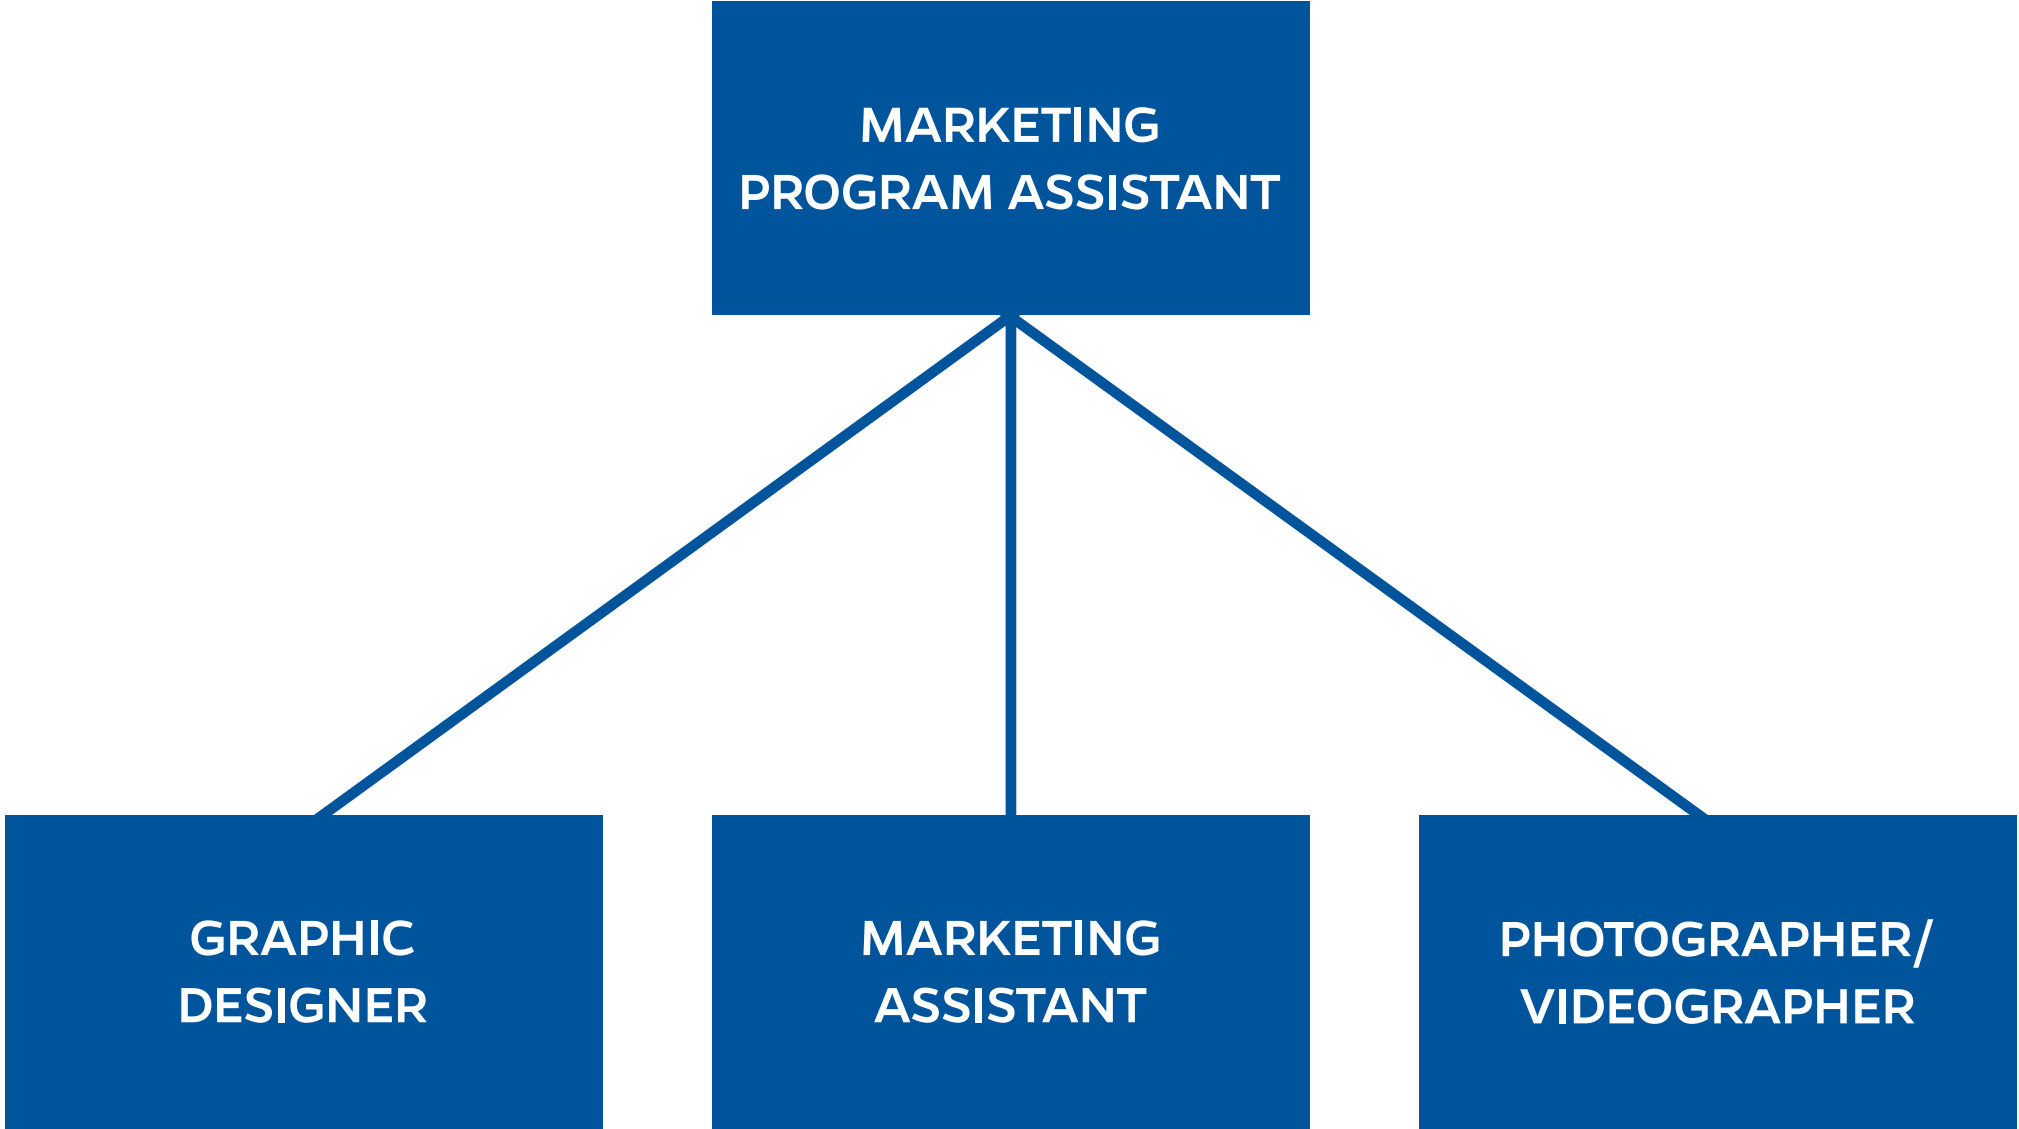 MARKETING
PROGRAM ASSISTANT
GRAPHIC
DESIGNER
MARKETING
ASSISTANT
PHOTOGRAPHER/
VIDEOGRAPHER